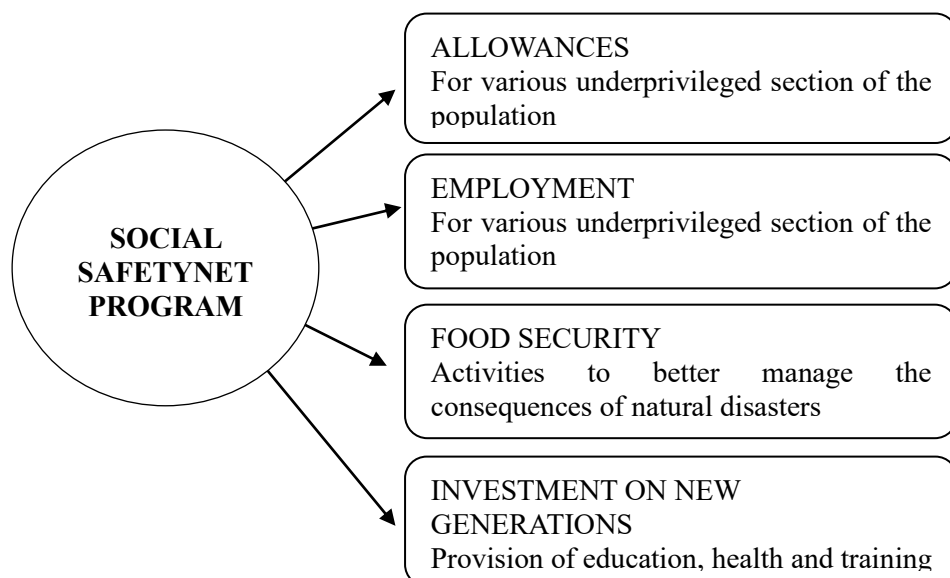 SOCIAL
SAFETYNET
PROGRAM
ALLOWANCES
For various underprivileged section of the
population
EMPLOYMENT
For various underprivileged section of the
population
FOOD SECURITY
Activities to better manage the
consequences of natural disasters
INVESTMENT ON NEW
GENERATIONS
Provision of education, health and training